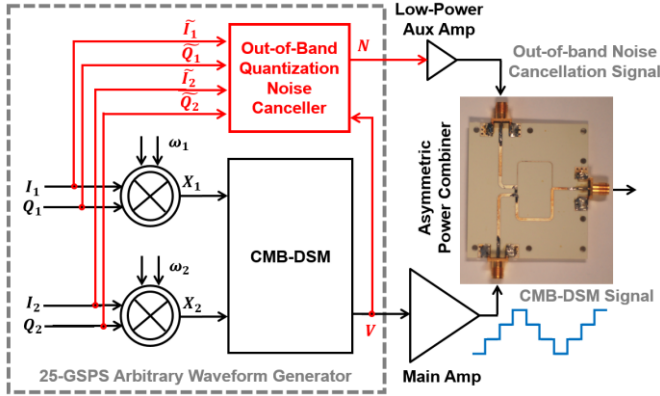 Low-Power
Aux Amp
Ĩ₁
Q̃₁
Ĩ₂
Q̃₂
Out-of-Band
Quantization
Noise
Canceller
N
Out-of-band Noise
Cancellation Signal
ω₁
I₁
Q₁
X₁
Asymmetric
Power Combiner
CMB-DSM
ω₂
I₂
Q₂
X₂
V
CMB-DSM Signal
25-GSPS Arbitrary Waveform Generator
Main Amp